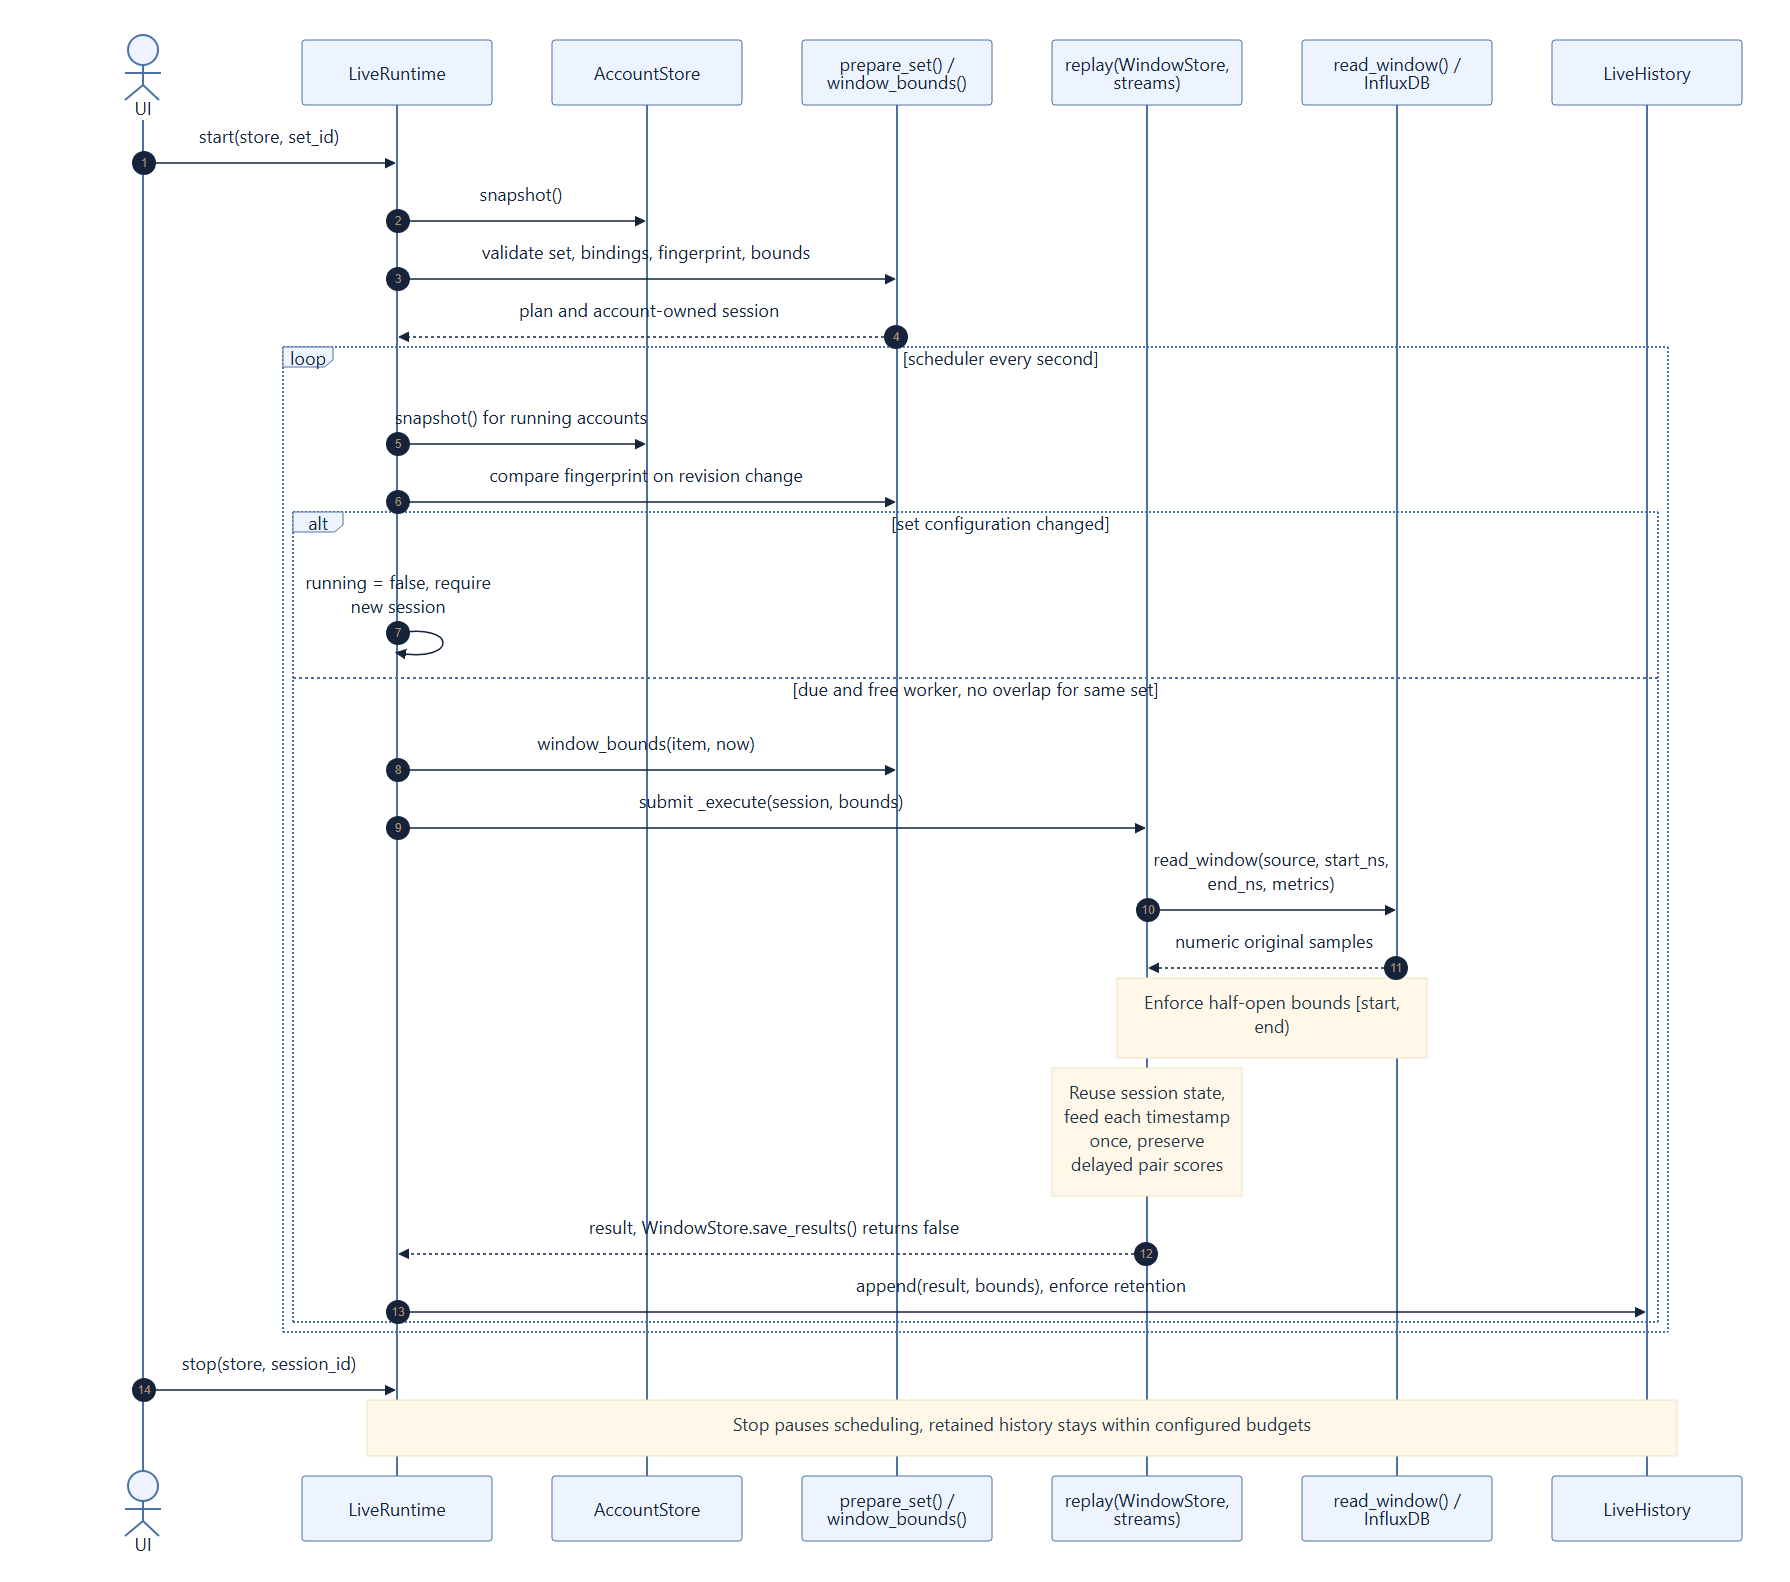 UI
LiveRuntime
AccountStore
prepare_set() /
window_bounds()
replay(WindowStore,
streams)
read_window() /
InfluxDB
LiveHistory
start(store, set_id)
1
snapshot()
2
validate set, bindings, fingerprint, bounds
3
plan and account-owned session
4
loop
[scheduler every second]
snapshot() for running accounts
5
compare fingerprint on revision change
6
alt
[set configuration changed]
running = false, require
new session
7
[due and free worker, no overlap for same set]
window_bounds(item, now)
8
submit _execute(session, bounds)
9
read_window(source, start_ns,
end_ns, metrics)
10
numeric original samples
11
Enforce half-open bounds [start,
end)
Reuse session state,
feed each timestamp
once, preserve
delayed pair scores
result, WindowStore.save_results() returns false
12
append(result, bounds), enforce retention
13
stop(store, session_id)
14
Stop pauses scheduling, retained history stays within configured budgets
UI
LiveRuntime
AccountStore
prepare_set() /
window_bounds()
replay(WindowStore,
streams)
read_window() /
InfluxDB
LiveHistory